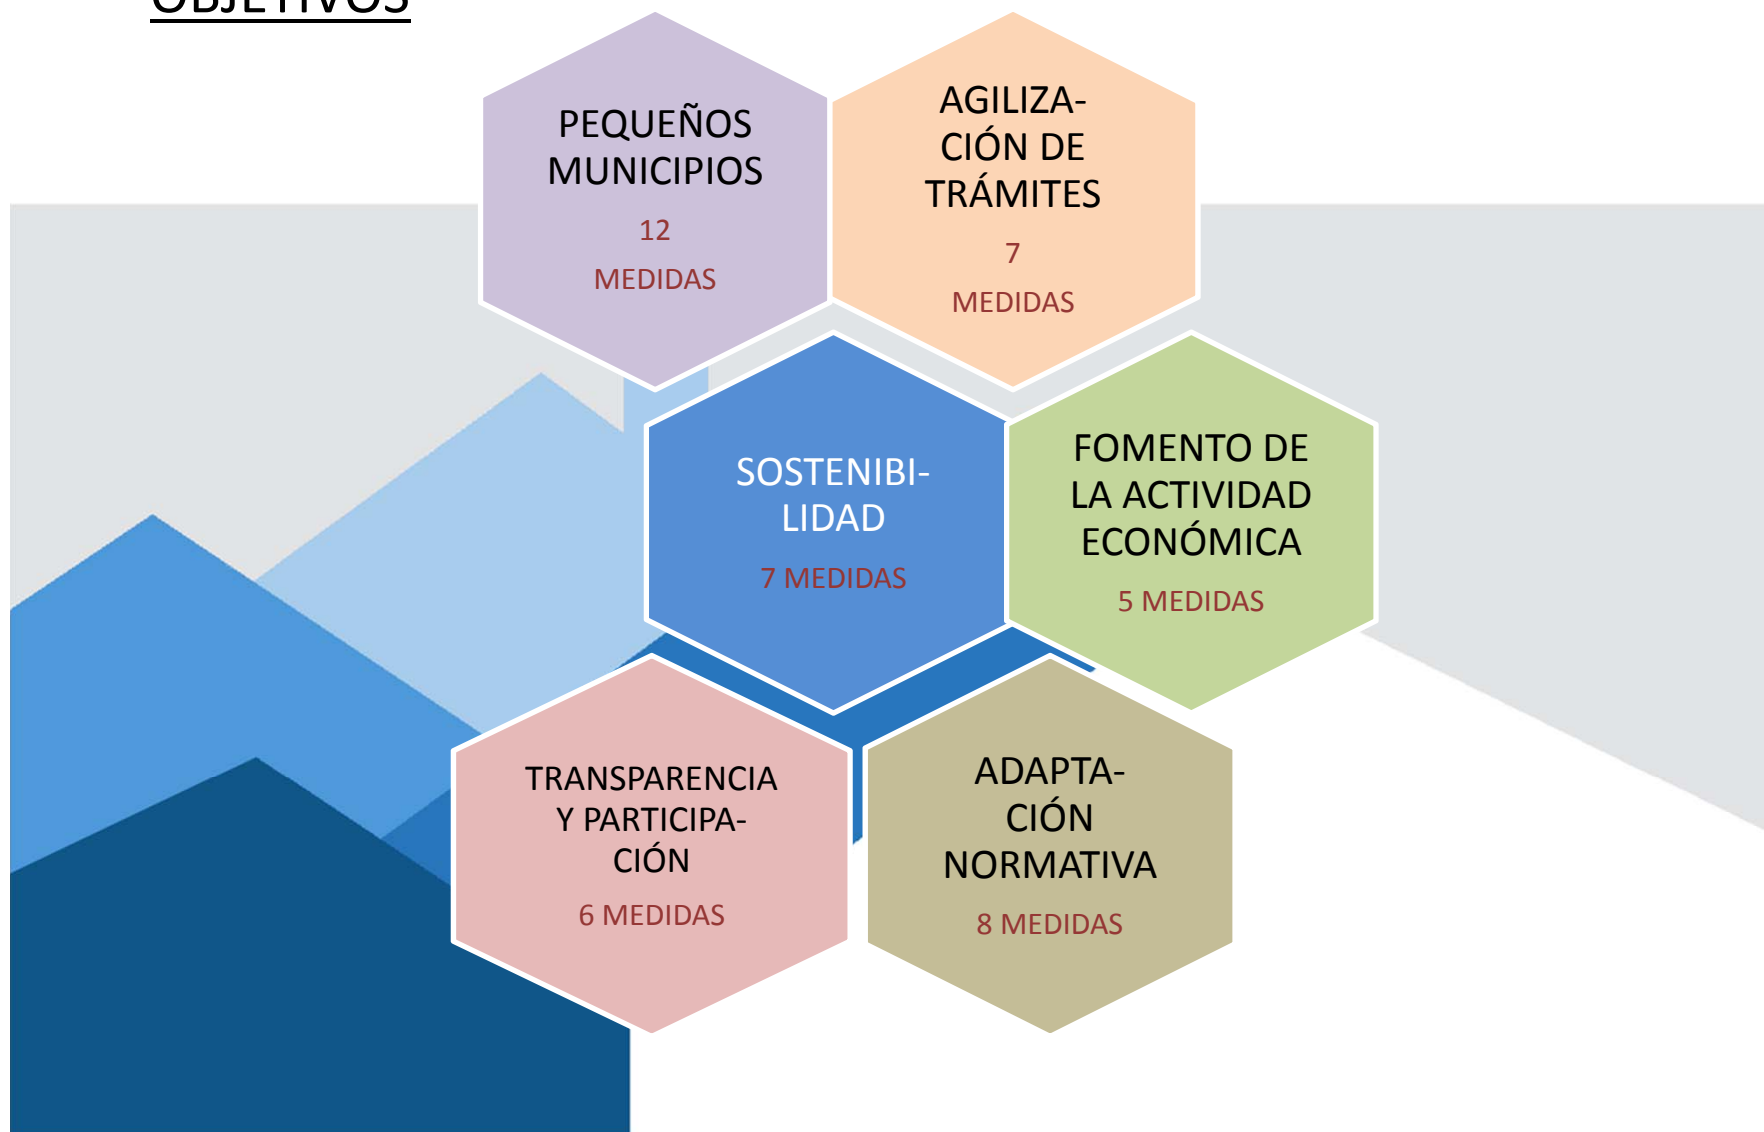 OBJETIVOS
PEQUEÑOS
MUNICIPIOS
12
MEDIDAS
AGILIZA-
CIÓN DE
TRÁMITES
7
MEDIDAS
SOSTENIBI-
LIDAD
7 MEDIDAS
FOMENTO DE
LA ACTIVIDAD
ECONÓMICA
5 MEDIDAS
TRANSPARENCIA
Y PARTICIPA-
CIÓN
6 MEDIDAS
ADAPTA-
CIÓN
NORMATIVA
8 MEDIDAS